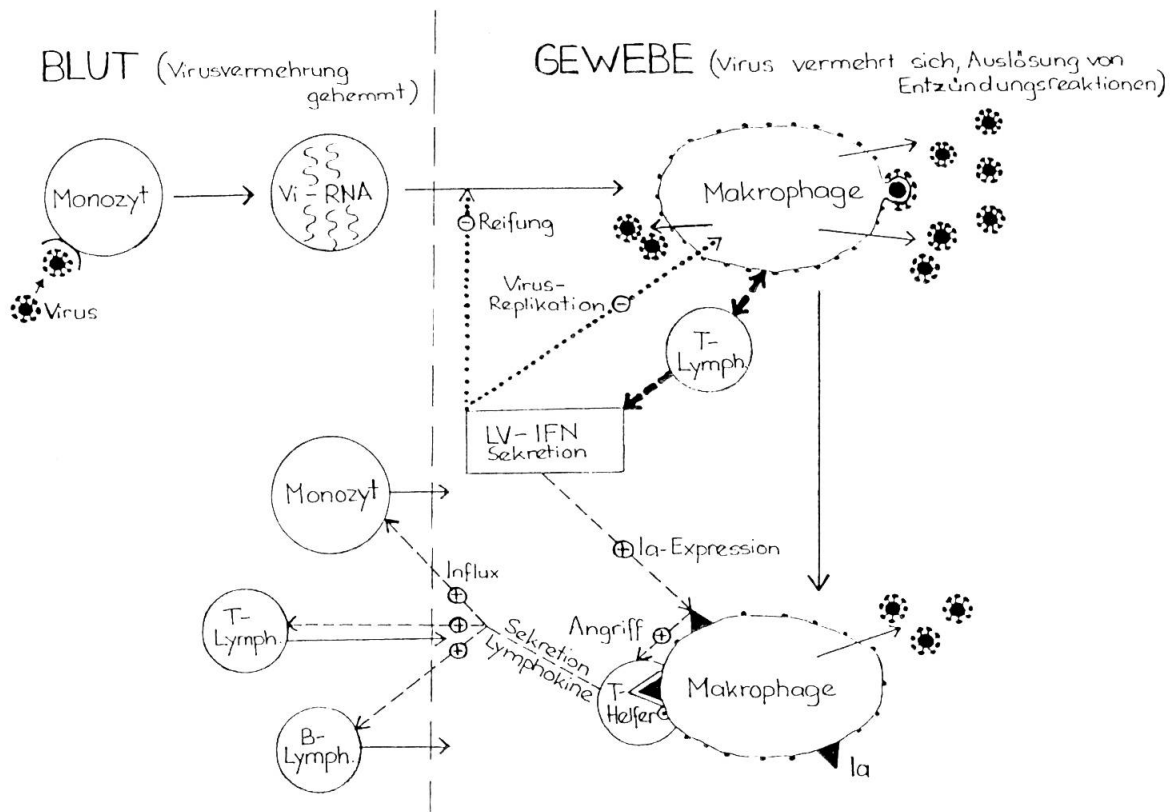 BLUT (Virusvermehrung
gehemmt)
GEWEBE (Virus vermehrt sich, Auslösung von
Entzündungsreaktionen)
Monozyt
Vi-RNA
Makrophage
Reifung
Virus
Virus-
Replikation
T-
Lymph.
LV-IFN
Sekretion
Monozyt
Ia-Expression
Influx
T-
Lymph.
Angriff
Sekretion
Lymphokine
T-
Helfer
Makrophage
B-
Lymph.
Ia